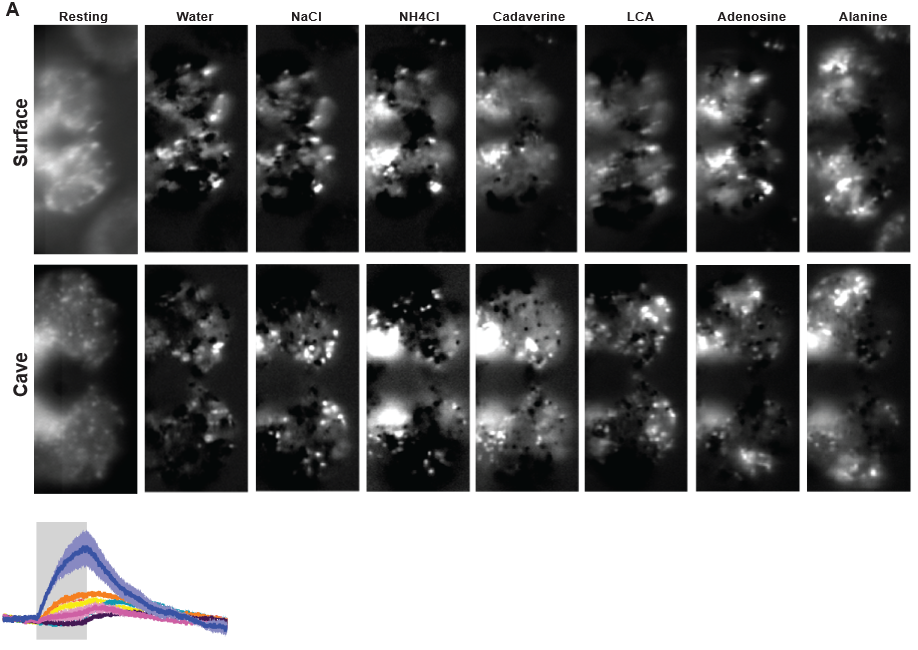 A
Resting Water NaCl NH4Cl Cadaverine LCA Adenosine Alanine
Surface
Cave